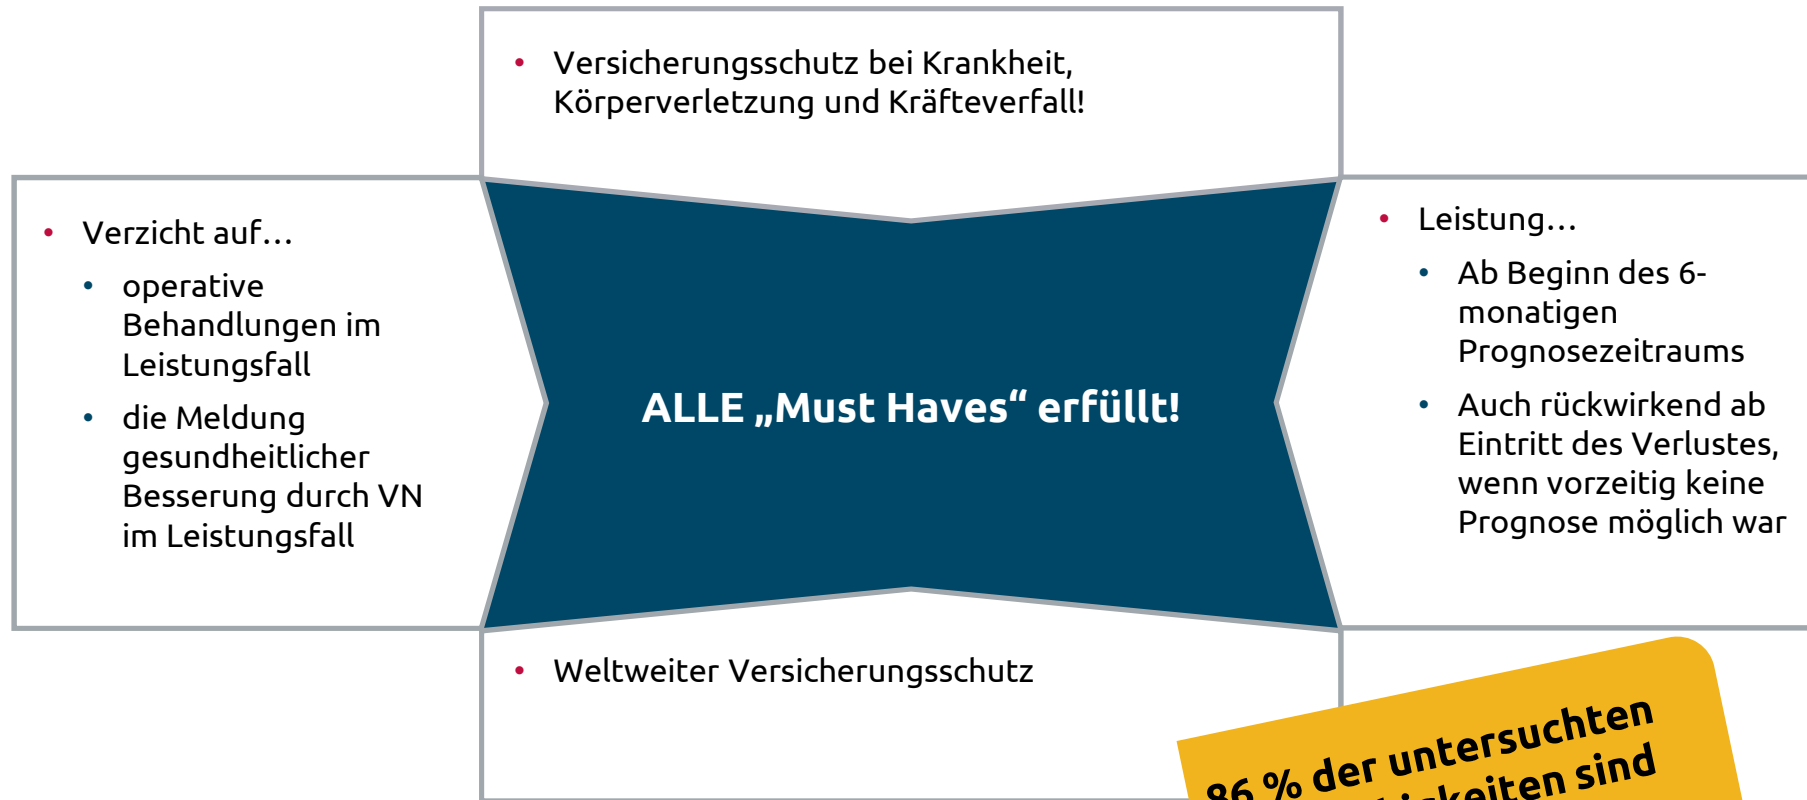 • Versicherungsschutz bei Krankheit,
Körperverletzung und Kräfteverfall!
• Verzicht auf…
• operative
Behandlungen im
Leistungsfall
• die Meldung
gesundheitlicher
Besserung durch VN
im Leistungsfall
ALLE „Must Haves“ erfüllt!
• Leistung…
• Ab Beginn des 6-
monatigen
Prognosezeitraums
• Auch rückwirkend ab
Eintritt des Verlustes,
wenn vorzeitig keine
Prognose möglich war
• Weltweiter Versicherungsschutz
86 % der untersuchten
sind